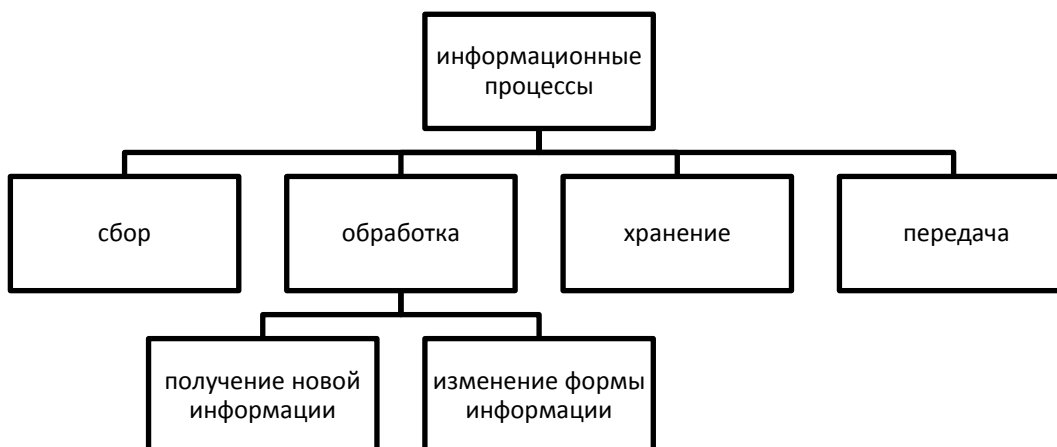 информационные
процессы
сбор
обработка
хранение
передача
получение новой
информации
изменение формы
информации